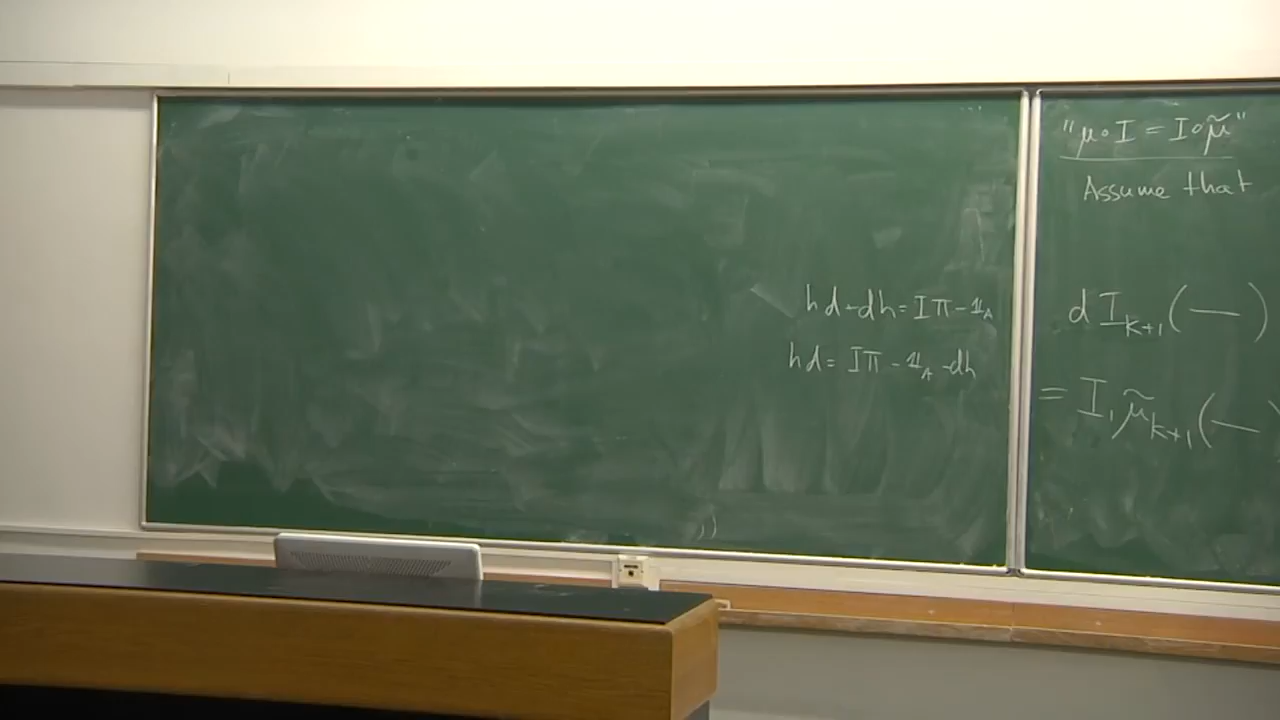 hd+dh = Iπ - 𝟙_A
hd = Iπ - 𝟙_A - dh
"μ∘I = I∘μ̃"
Assume that
d I_{k+1}(—)
= I_1 μ̃_{k+1}(—